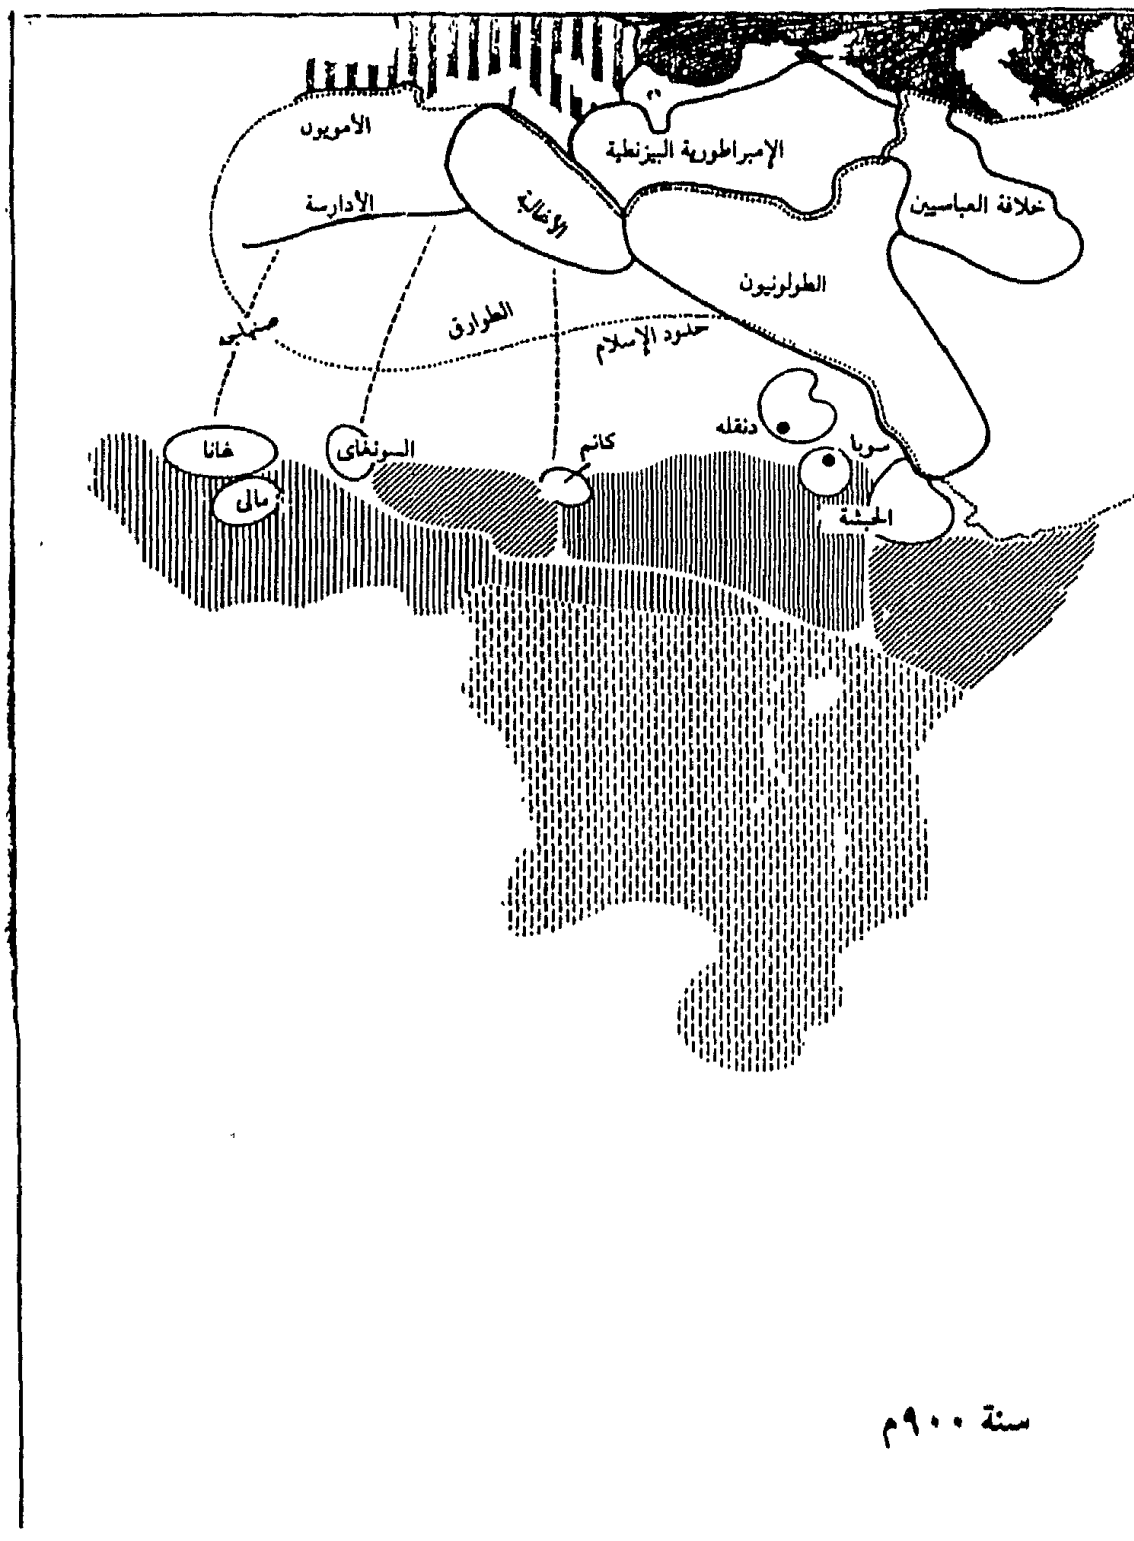 الأمويون
الإمبراطورية البيزنطية
الأدارسة
الأغالبة
خلافة العباسيين
الطولونيون
صنهاجه
الطوارق
حدود الإسلام
دنقله
سوبا
غانا
السونغاى
كانم
مالى
الحبشة
سنة ٩٠٠م